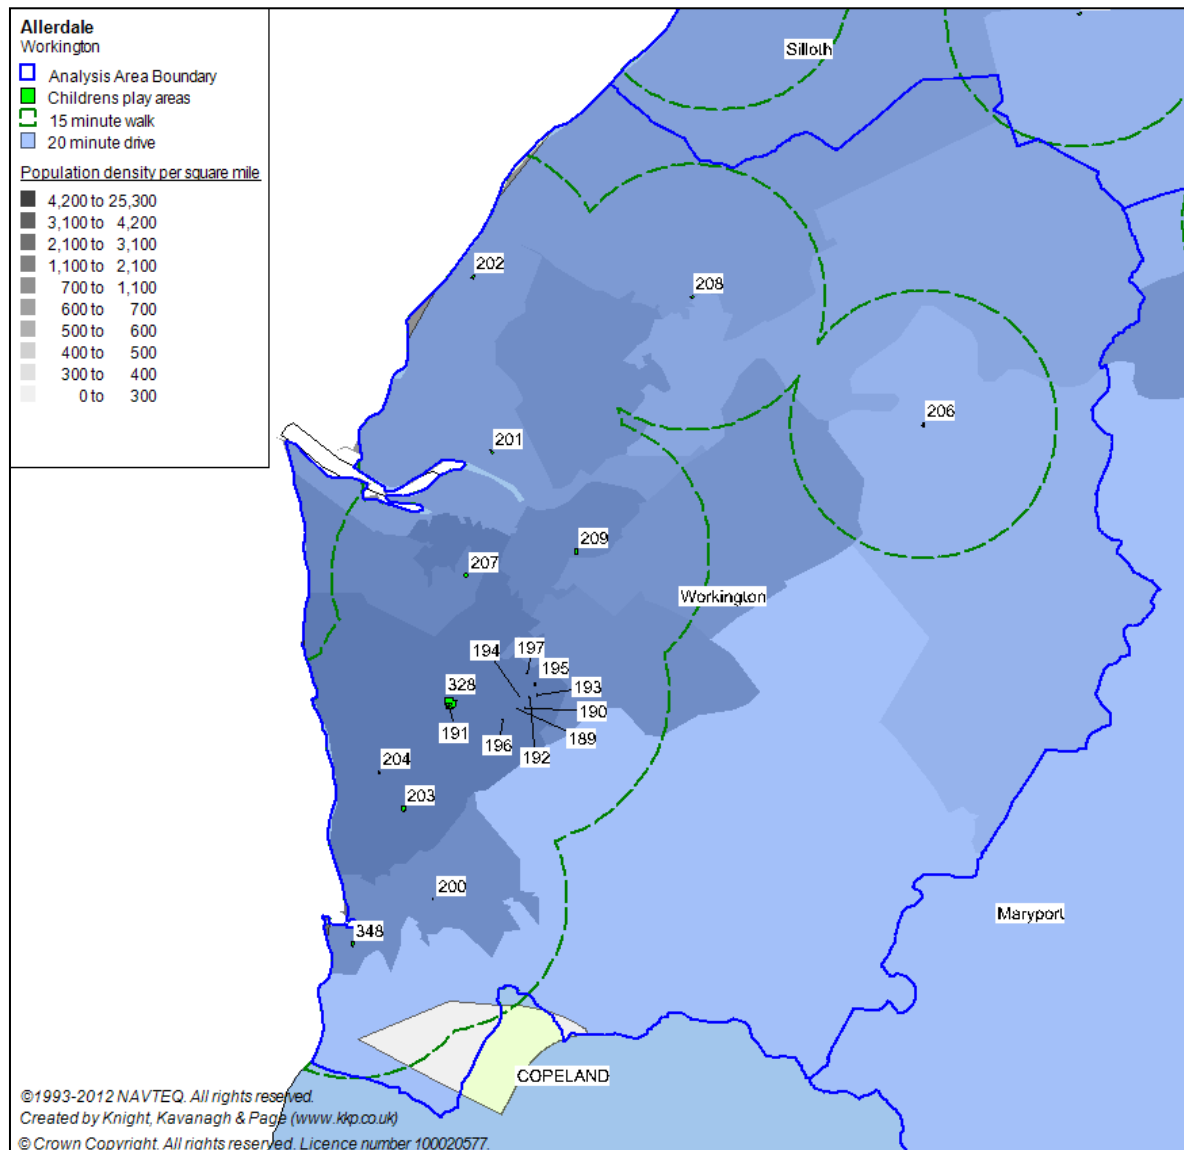 Allerdale
Workington
Analysis Area Boundary
Childrens play areas
15 minute walk
20 minute drive
Population density per square mile
4,200 to 25,300
3,100 to 4,200
2,100 to 3,100
1,100 to 2,100
700 to 1,100
600 to 700
500 to 600
400 to 500
300 to 400
0 to 300
Silloth
202
208
206
201
209
207
Workington
194
197
195
193
328
190
191
196
189
192
204
203
200
348
Maryport
COPELAND
©1993-2012 NAVTEQ. All rights reserved.
Created by Knight, Kavanagh & Page (www.kkp.co.uk)
© Crown Copyright. All rights reserved. Licence number 100020577.